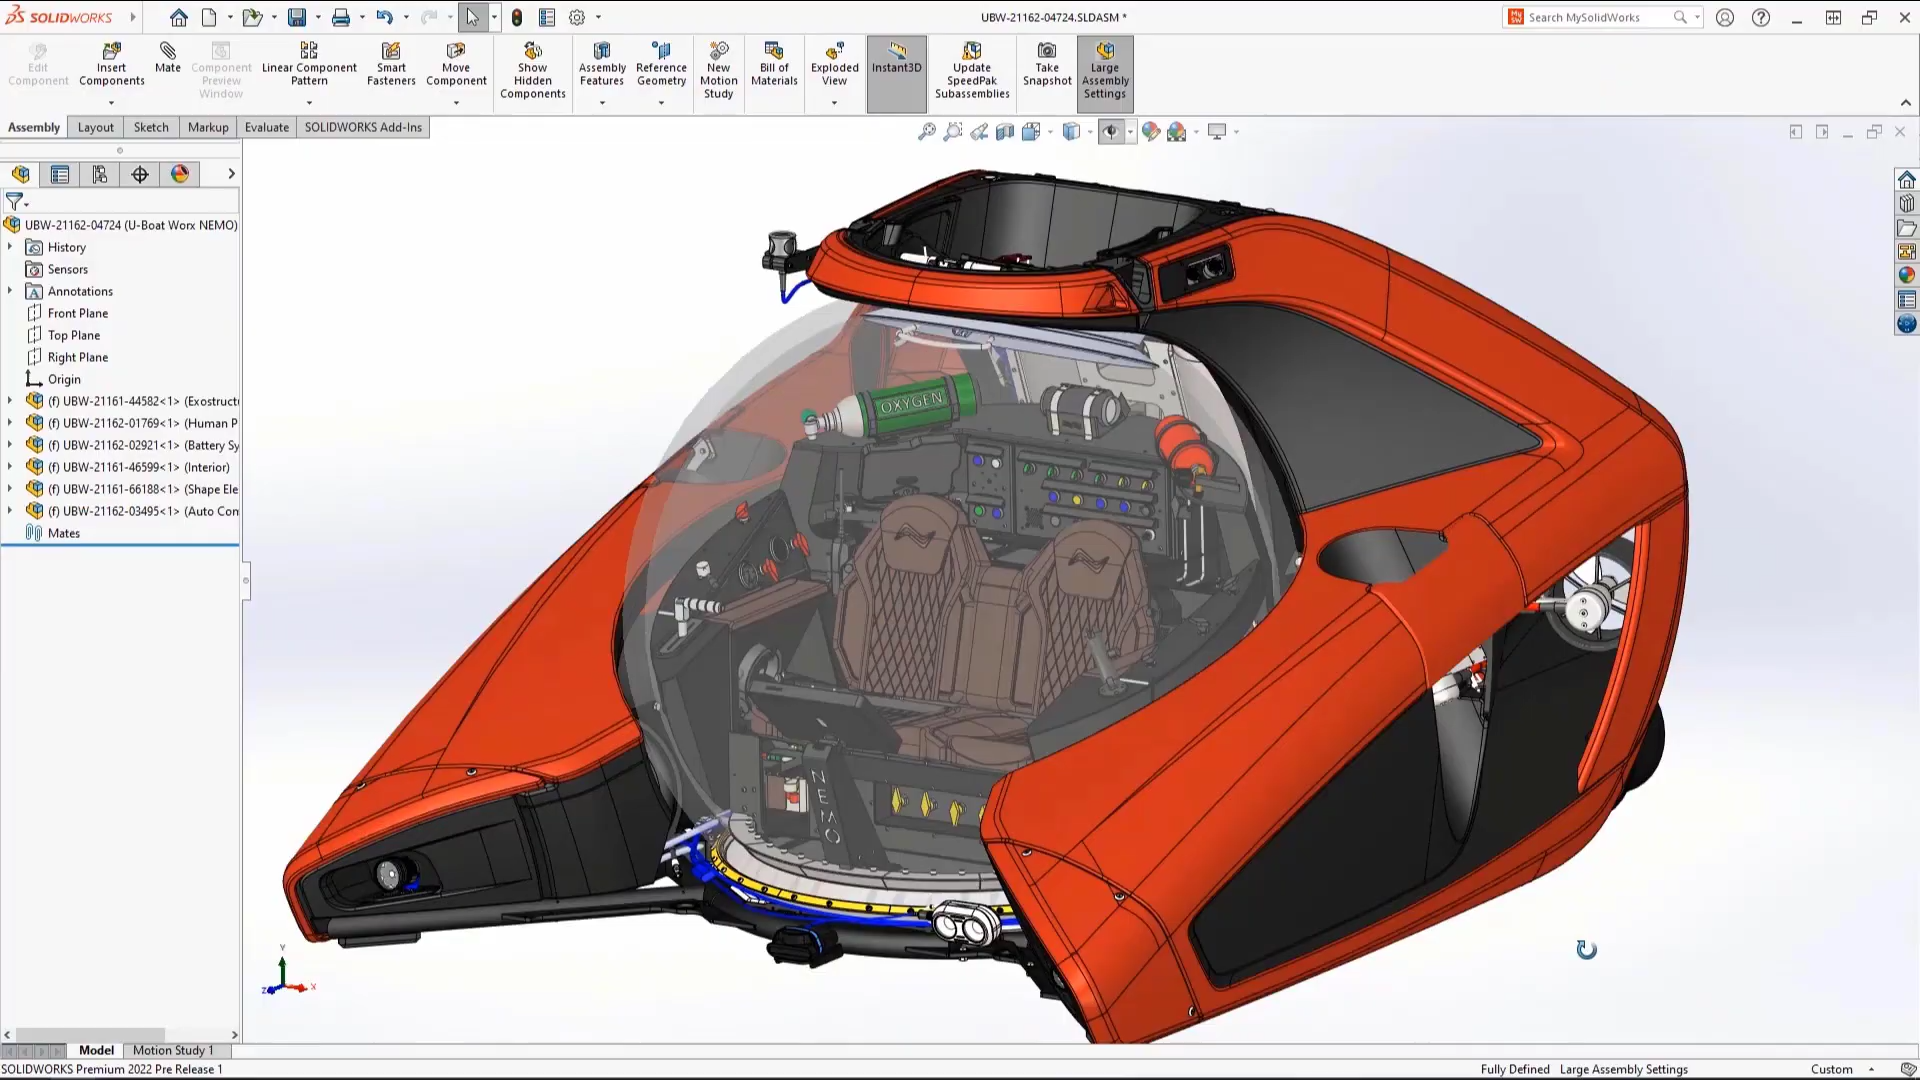 SOLIDWORKS
UBW-21162-04724.SLDASM *
Search MySolidWorks
Edit Component
Insert Components
Mate
Component Preview Window
Linear Component Pattern
Smart Fasteners
Move Component
Show Hidden Components
Assembly Features
Reference Geometry
New Motion Study
Bill of Materials
Exploded View
Instant3D
Update SpeedPak Subassemblies
Take Snapshot
Large Assembly Settings
Assembly
Layout
Sketch
Markup
Evaluate
SOLIDWORKS Add-Ins
UBW-21162-04724 (U-Boat Worx NEMO)
History
Sensors
Annotations
Front Plane
Top Plane
Right Plane
Origin
(f) UBW-21161-44582<1> (Exostructu
(f) UBW-21162-01769<1> (Human P
(f) UBW-21162-02921<1> (Battery Sy
(f) UBW-21161-46599<1> (Interior)
(f) UBW-21161-66188<1> (Shape Ele
(f) UBW-21162-03495<1> (Auto Con
Mates
OXYGEN
NEMO
Y
Z
X
Model
Motion Study 1
SOLIDWORKS Premium 2022 Pre Release 1
Fully Defined
Large Assembly Settings
Custom